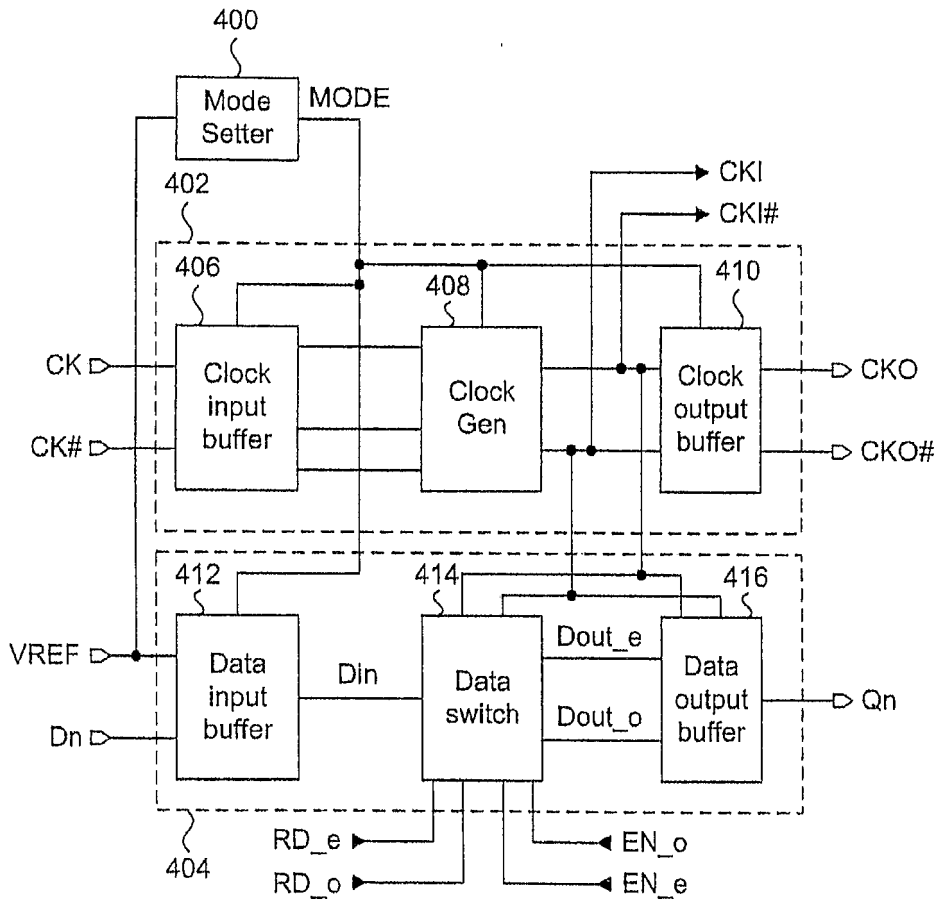 400
Mode
Setter
MODE
CKI
402
CKI#
406
408
410
CK
Clock
input
buffer
Clock
Gen
Clock
output
buffer
CKO
CK#
CKO#
412
414
416
VREF
Data
input
buffer
Din
Data
switch
Dout_e
Dout_o
Data
output
buffer
Qn
Dn
404
RD_e
EN_o
RD_o
EN_e